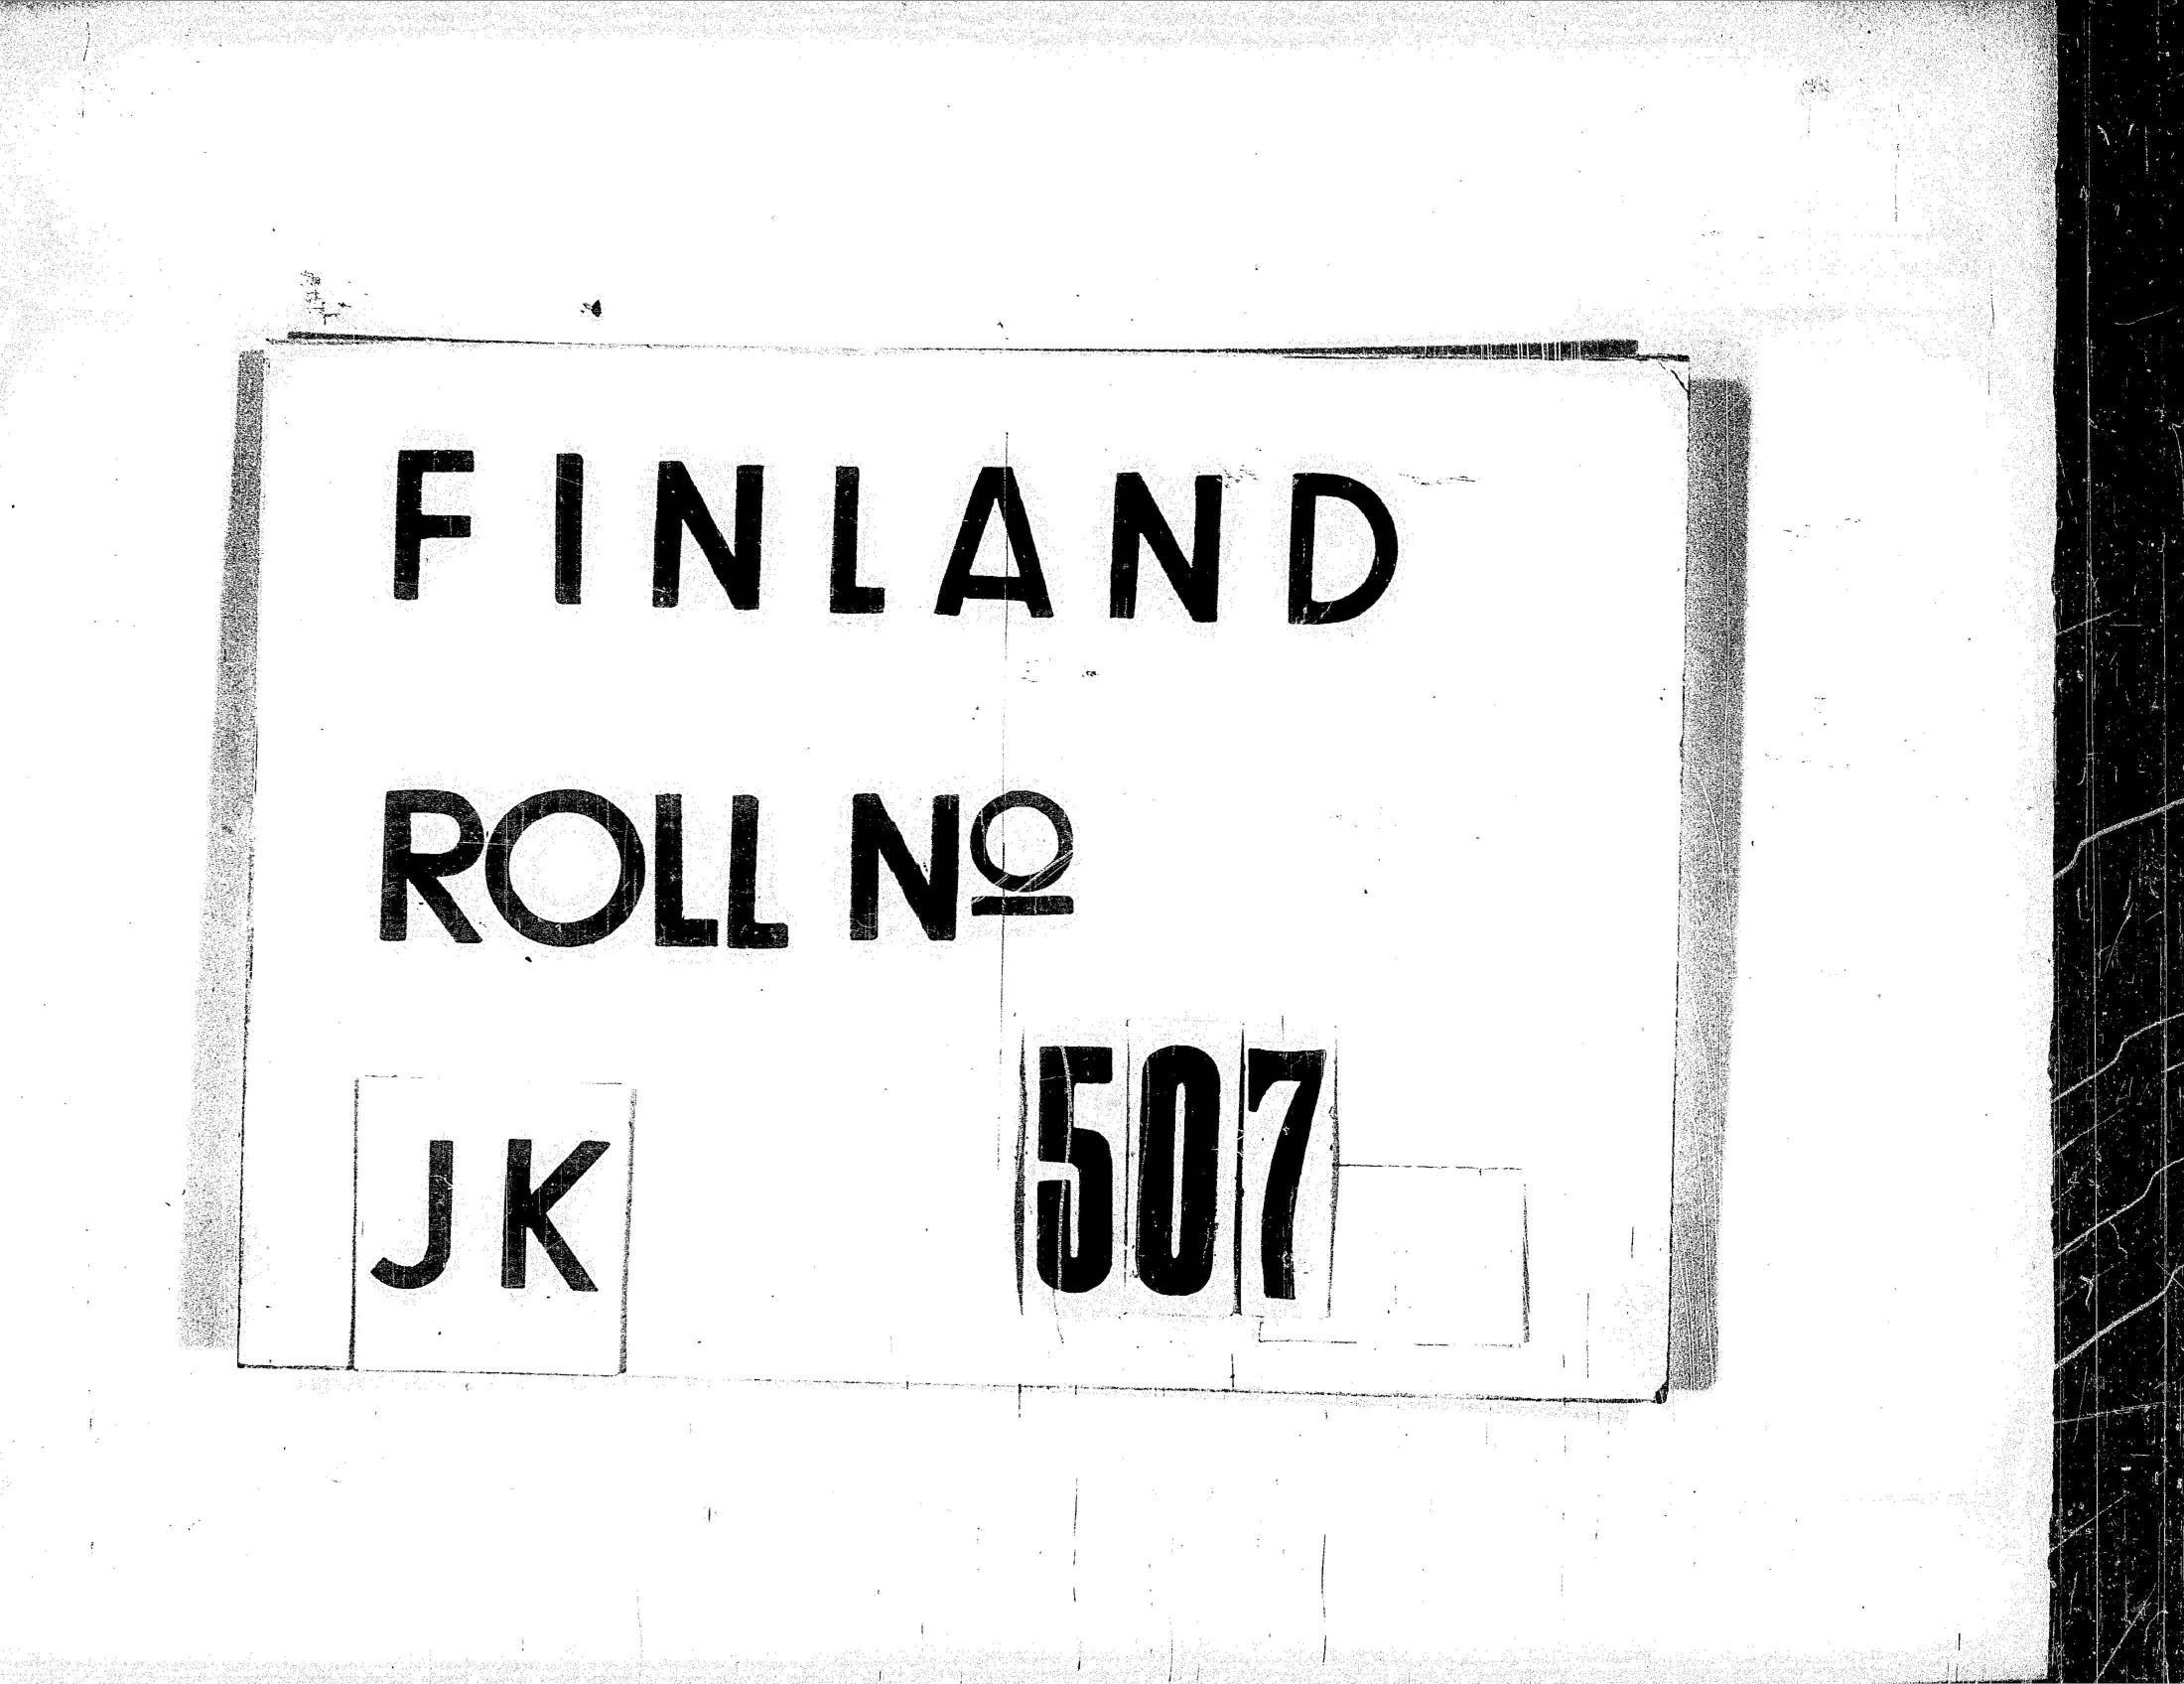 FINLAND
ROLL Nº
JK 507